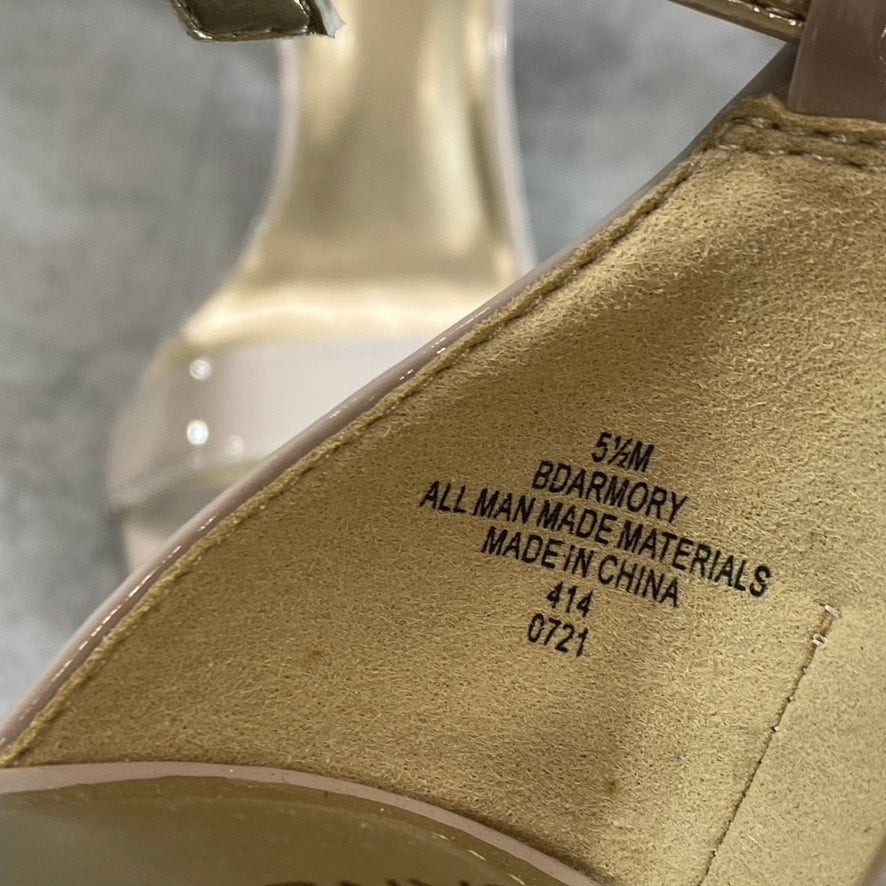 5½M
BDARMORY
ALL MAN MADE MATERIALS
MADE IN CHINA
414
0721